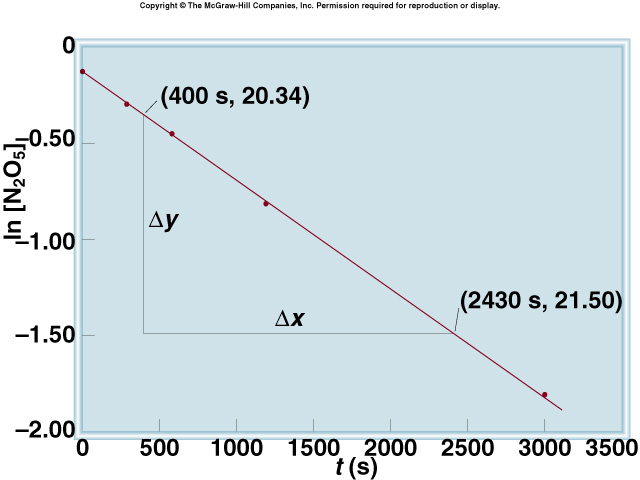 Copyright © The McGraw-Hill Companies, Inc. Permission required for reproduction or display.
0
(400 s, 20.34)
–0.50
ln [N₂O₅]
Δy
–1.00
(2430 s, 21.50)
Δx
–1.50
–2.00
0 500 1000 1500 2000 2500 3000 3500
t (s)